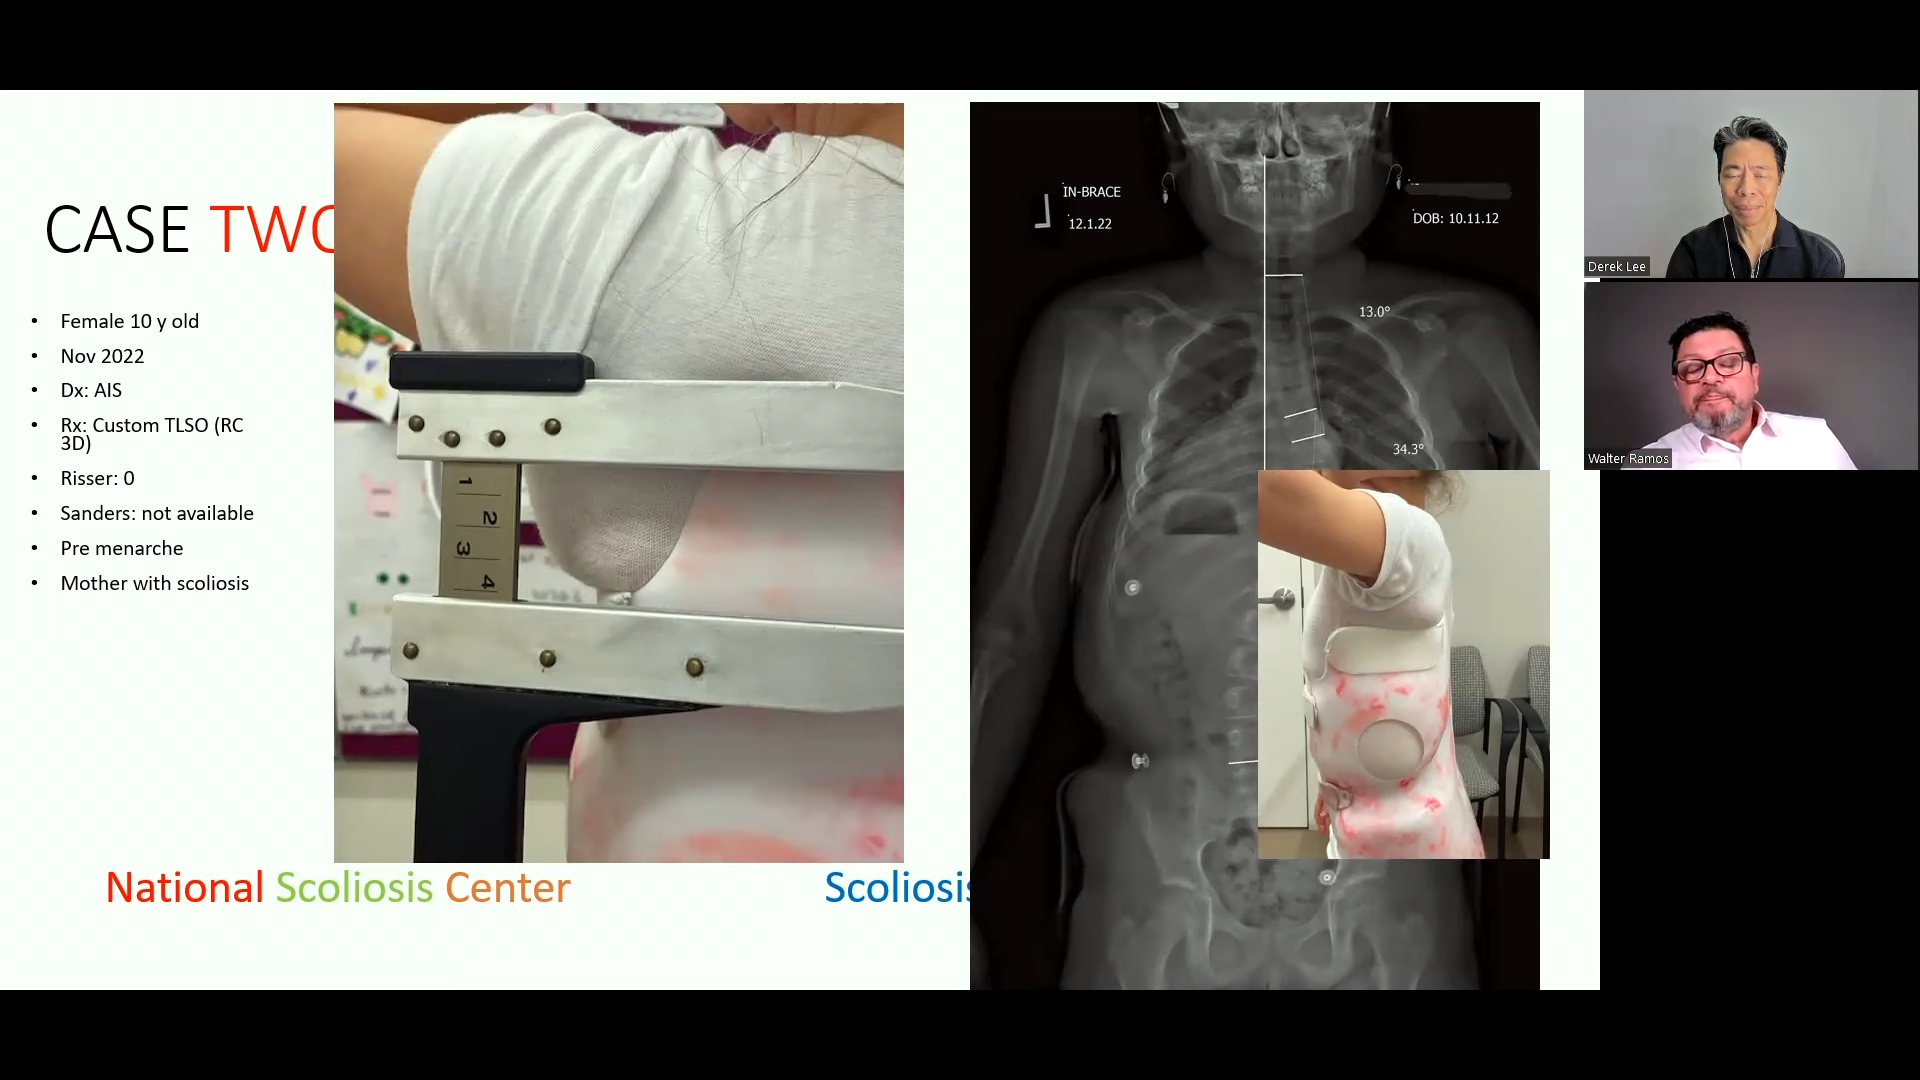 CASE TWO
• Female 10 y old
• Nov 2022
• Dx: AIS
• Rx: Custom TLSO (RC
3D)
• Risser: 0
• Sanders: not available
• Pre menarche
• Mother with scoliosis
National Scoliosis Center
Scoliosis
1
2
3
4
IN-BRACE
12.1.22
L
DOB: 10.11.12
13.0°
34.3°
Derek Lee
Walter Ramos